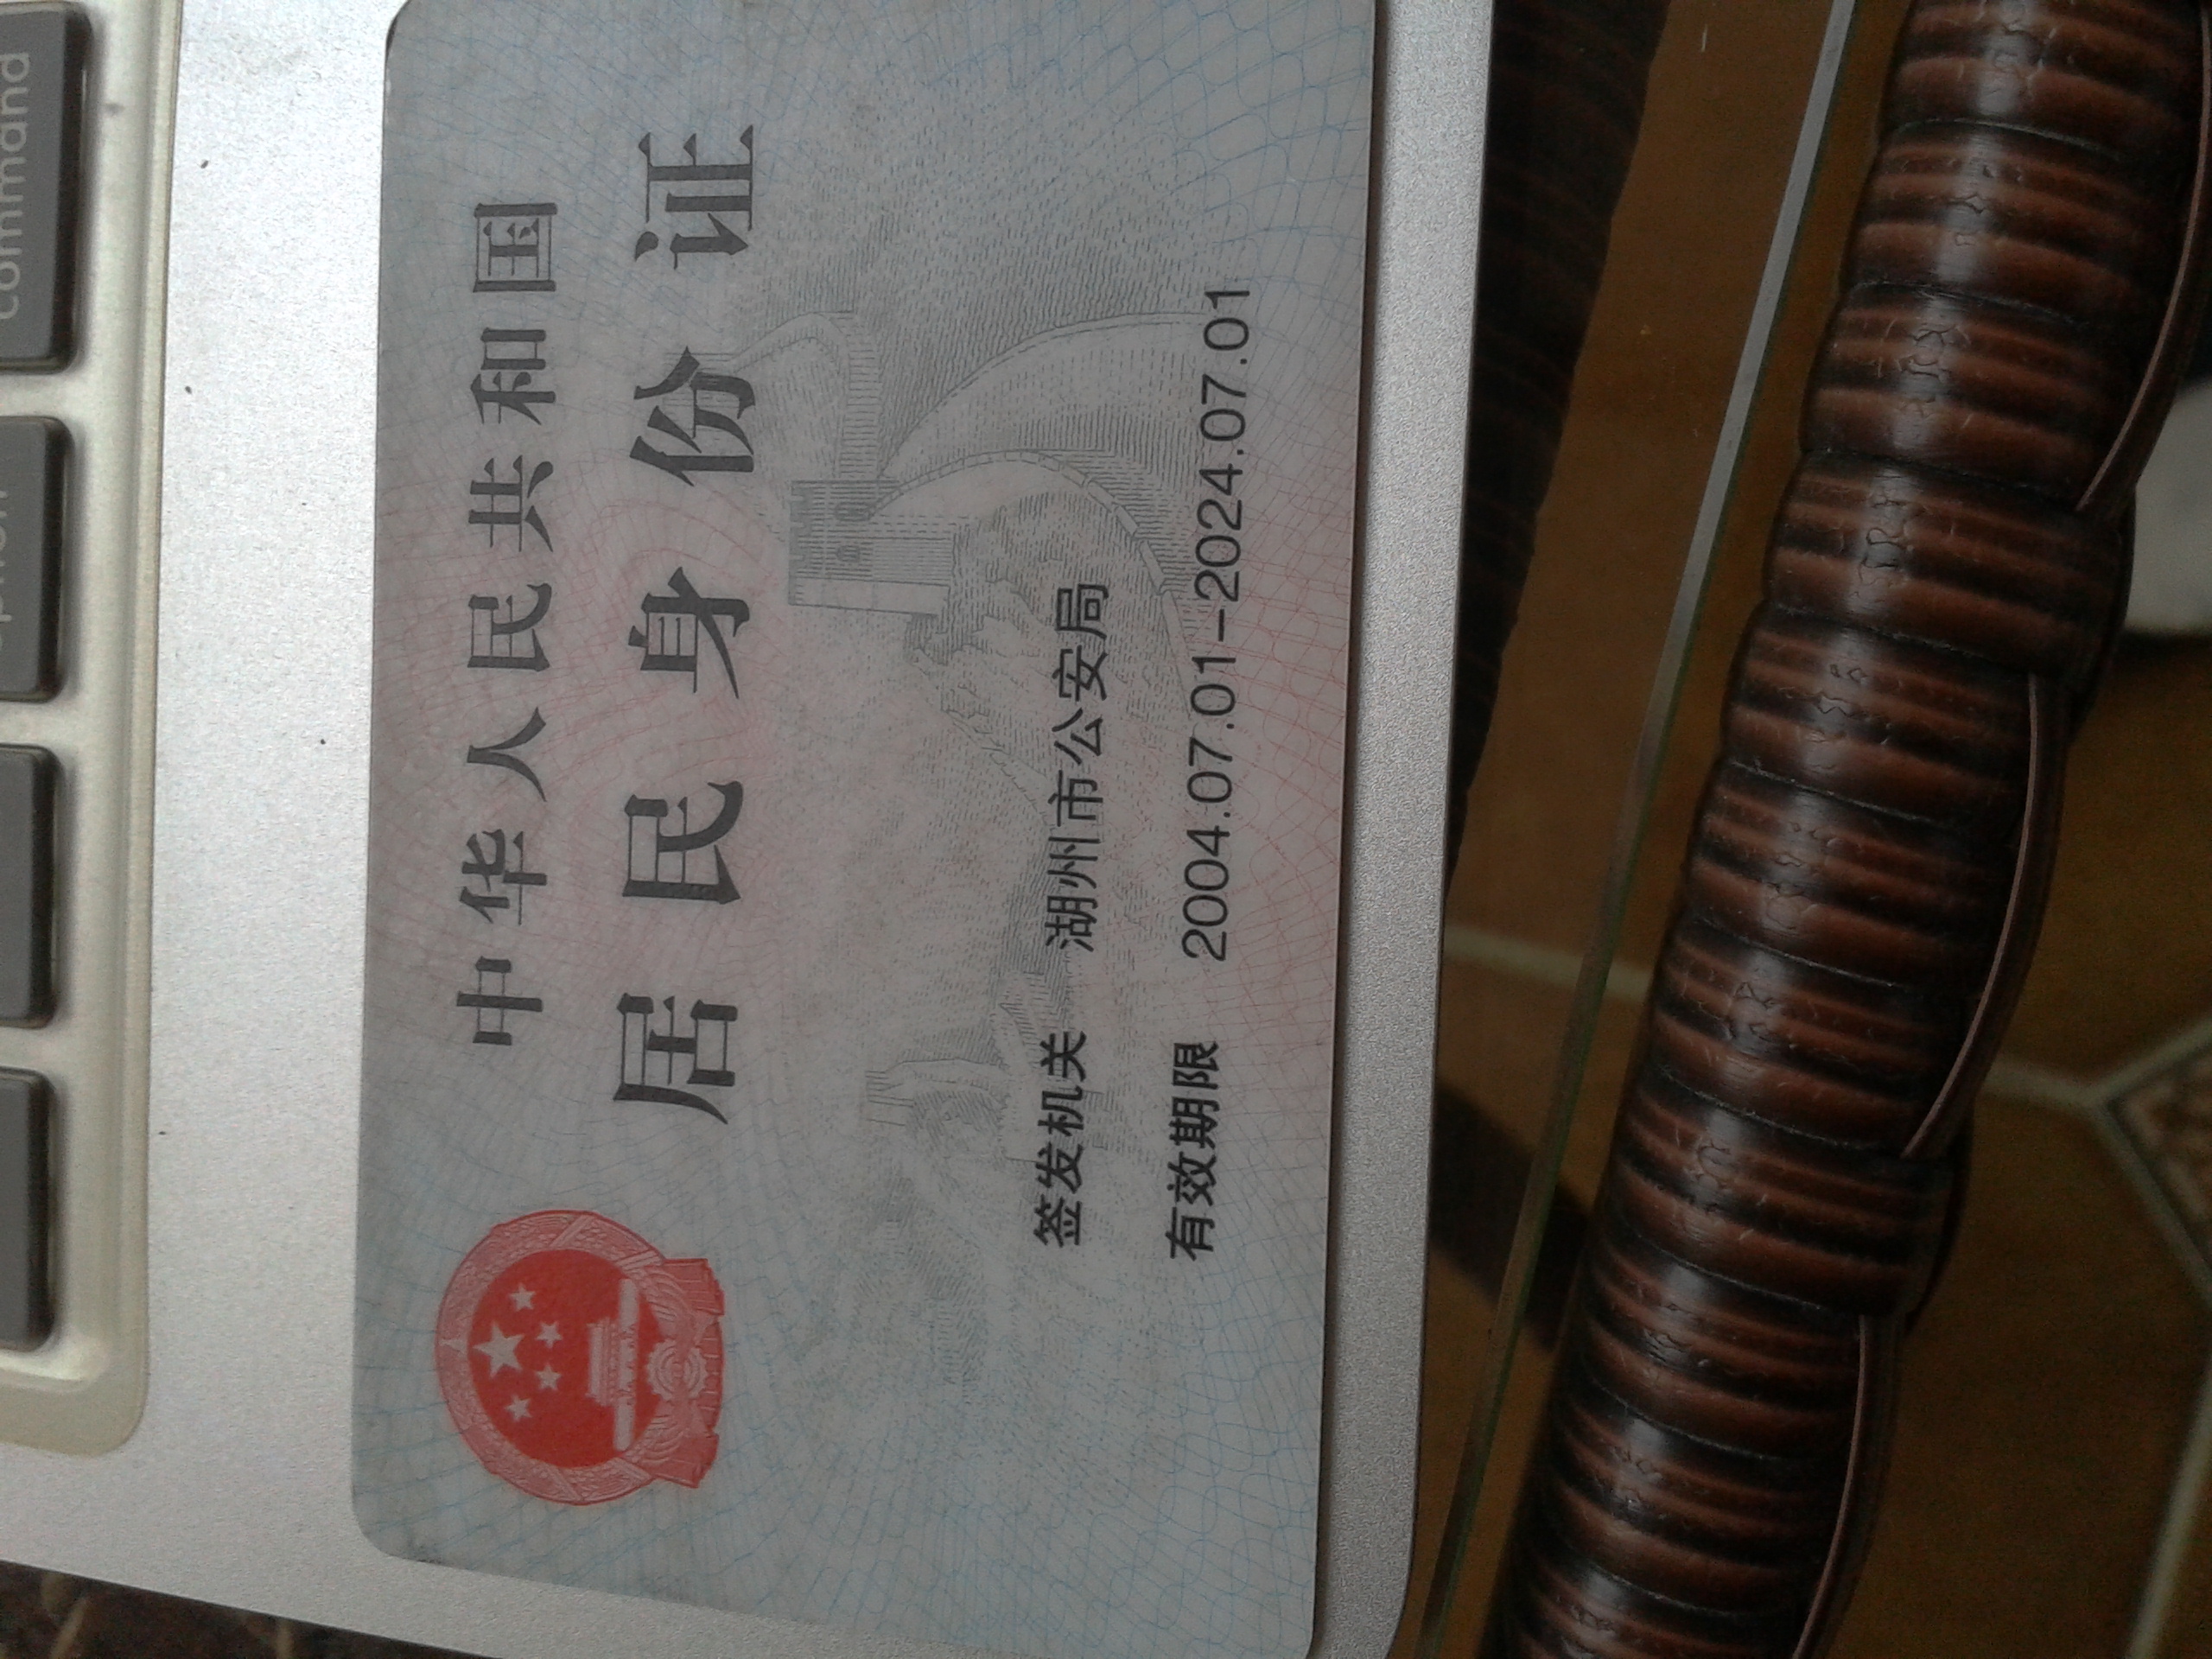 中华人民共和国
居民身份证
签发机关 湖州市公安局
有效期限 2004.07.01-2024.07.01
command
option